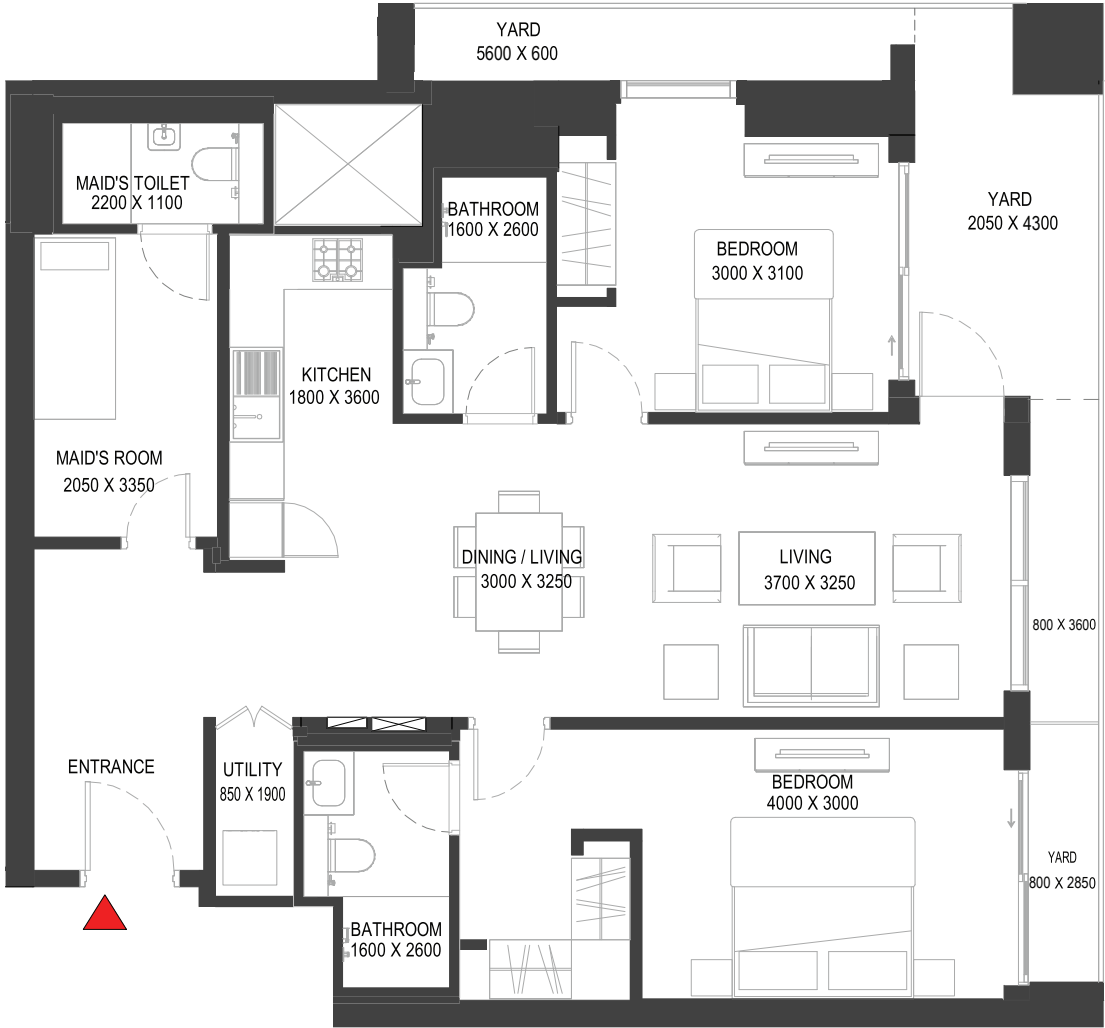 YARD
5600 X 600
MAID'S TOILET
2200 X 1100
BATHROOM
1600 X 2600
BEDROOM
3000 X 3100
YARD
2050 X 4300
KITCHEN
1800 X 3600
MAID'S ROOM
2050 X 3350
DINING / LIVING
3000 X 3250
LIVING
3700 X 3250
800 X 3600
ENTRANCE
UTILITY
850 X 1900
BEDROOM
4000 X 3000
YARD
800 X 2850
BATHROOM
1600 X 2600